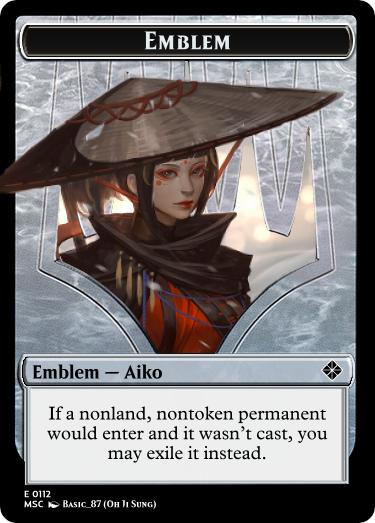 EMBLEM
Emblem — Aiko
If a nonland, nontoken permanent
would enter and it wasn't cast, you
may exile it instead.
E 0112
MSC BASIC_87 (OH JI SUNG)